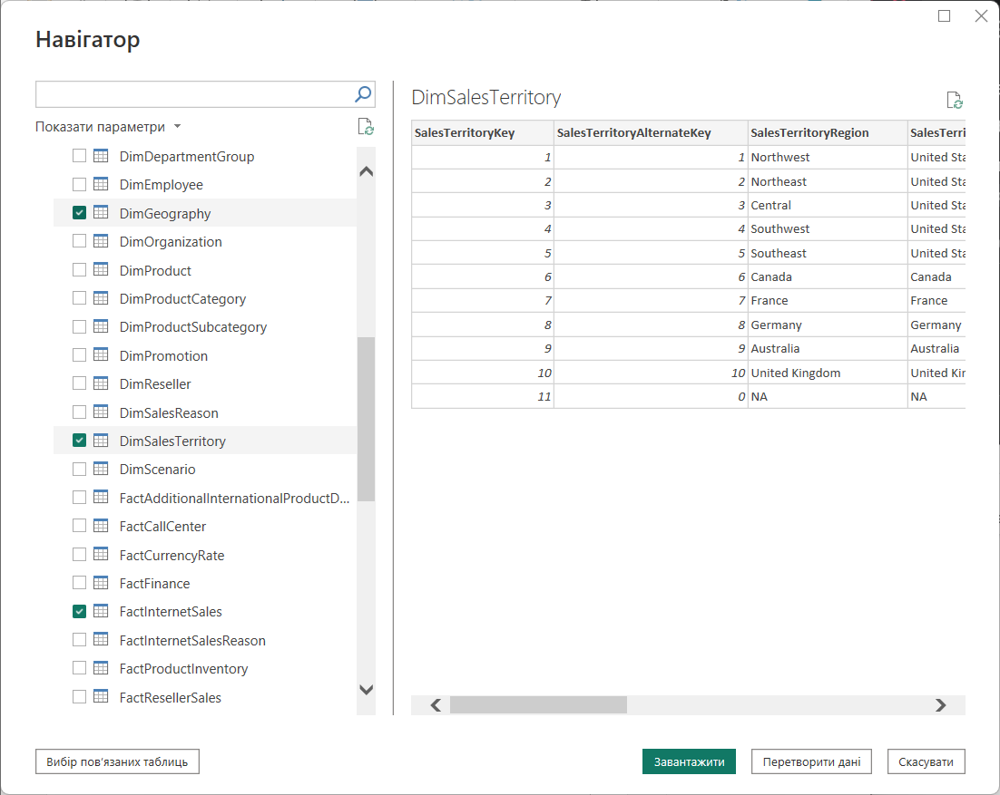 Навігатор
Показати параметри
DimDepartmentGroup
DimEmployee
DimGeography
DimOrganization
DimProduct
DimProductCategory
DimProductSubcategory
DimPromotion
DimReseller
DimSalesReason
DimSalesTerritory
DimScenario
FactAdditionalInternationalProductD...
FactCallCenter
FactCurrencyRate
FactFinance
FactInternetSales
FactInternetSalesReason
FactProductInventory
FactResellerSales
DimSalesTerritory
SalesTerritoryKey SalesTerritoryAlternateKey SalesTerritoryRegion SalesTerri
1 1 Northwest United Sta
2 2 Northeast United Sta
3 3 Central United Sta
4 4 Southwest United Sta
5 5 Southeast United Sta
6 6 Canada Canada
7 7 France France
8 8 Germany Germany
9 9 Australia Australia
10 10 United Kingdom United Kin
11 0 NA NA
Вибір пов'язаних таблиць Завантажити Перетворити дані Скасувати